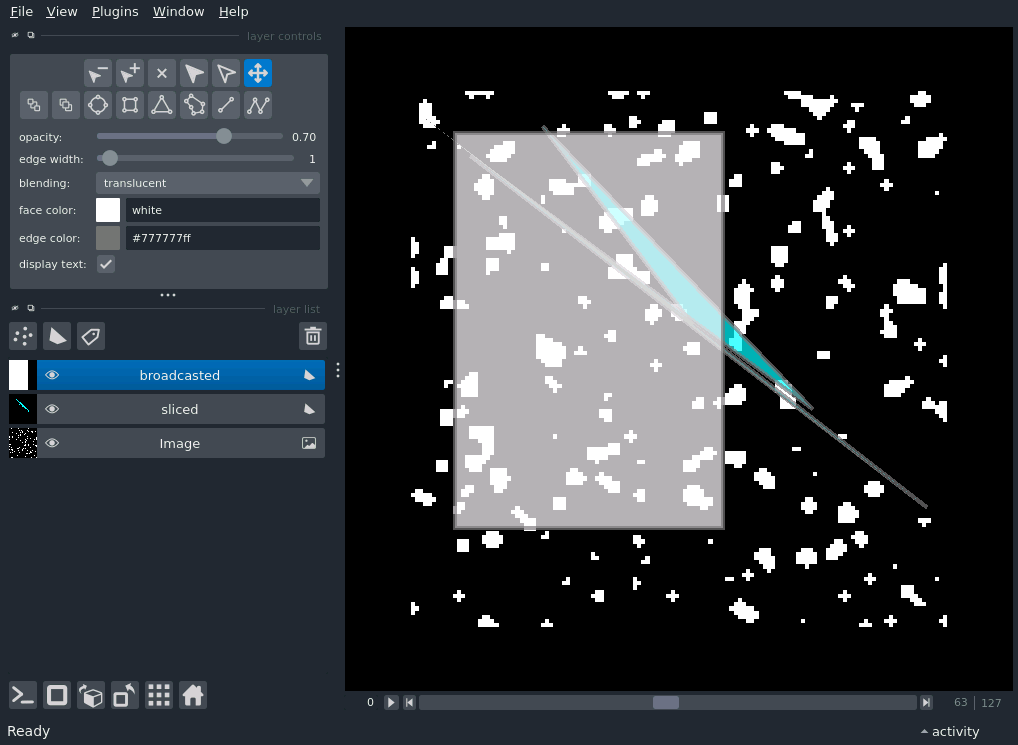 File View Plugins Window Help
layer controls
opacity: 0.70
edge width: 1
blending: translucent
face color: white
edge color: #777777ff
display text:
layer list
broadcasted
sliced
Image
0 63 127
Ready activity